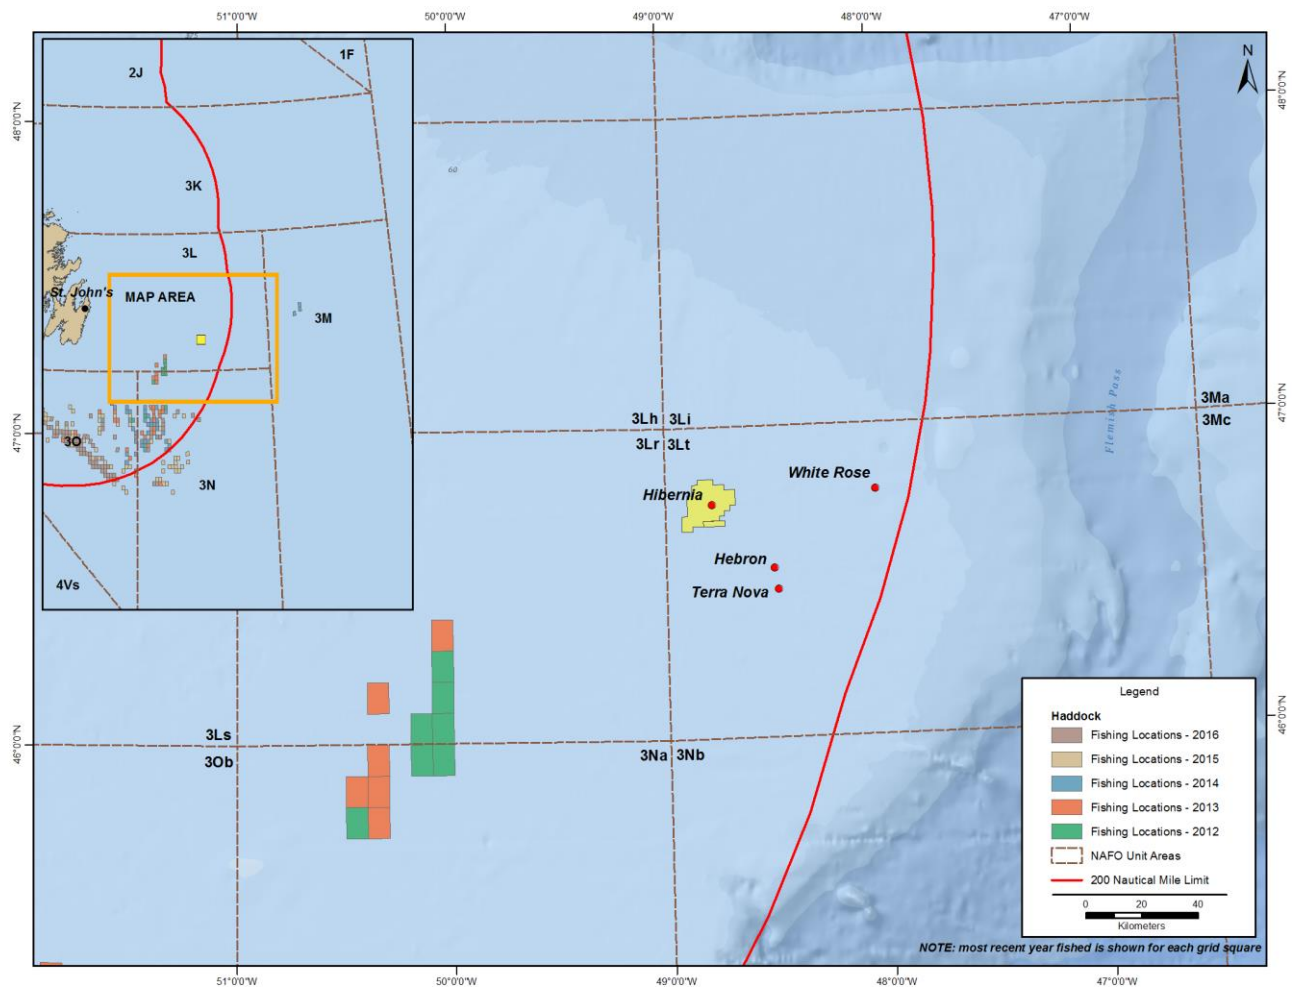 51°0'0"W 50°0'0"W 49°0'0"W 48°0'0"W 47°0'0"W
N
48°0'0"N
48°0'0"N
1F
2J
3K
3L
St. John's
MAP AREA
3M
3O
3N
4Vs
60
3Lh 3Li
3Lr 3Lt
3Ma
3Mc
47°0'0"N
47°0'0"N
Flemish Pass
White Rose
Hibernia
Hebron
Terra Nova
3Ls
3Ob
3Na 3Nb
46°0'0"N
46°0'0"N
Legend
Haddock
Fishing Locations - 2016
Fishing Locations - 2015
Fishing Locations - 2014
Fishing Locations - 2013
Fishing Locations - 2012
NAFO Unit Areas
200 Nautical Mile Limit
0 20 40
Kilometers
NOTE: most recent year fished is shown for each grid square
51°0'0"W 50°0'0"W 49°0'0"W 48°0'0"W 47°0'0"W